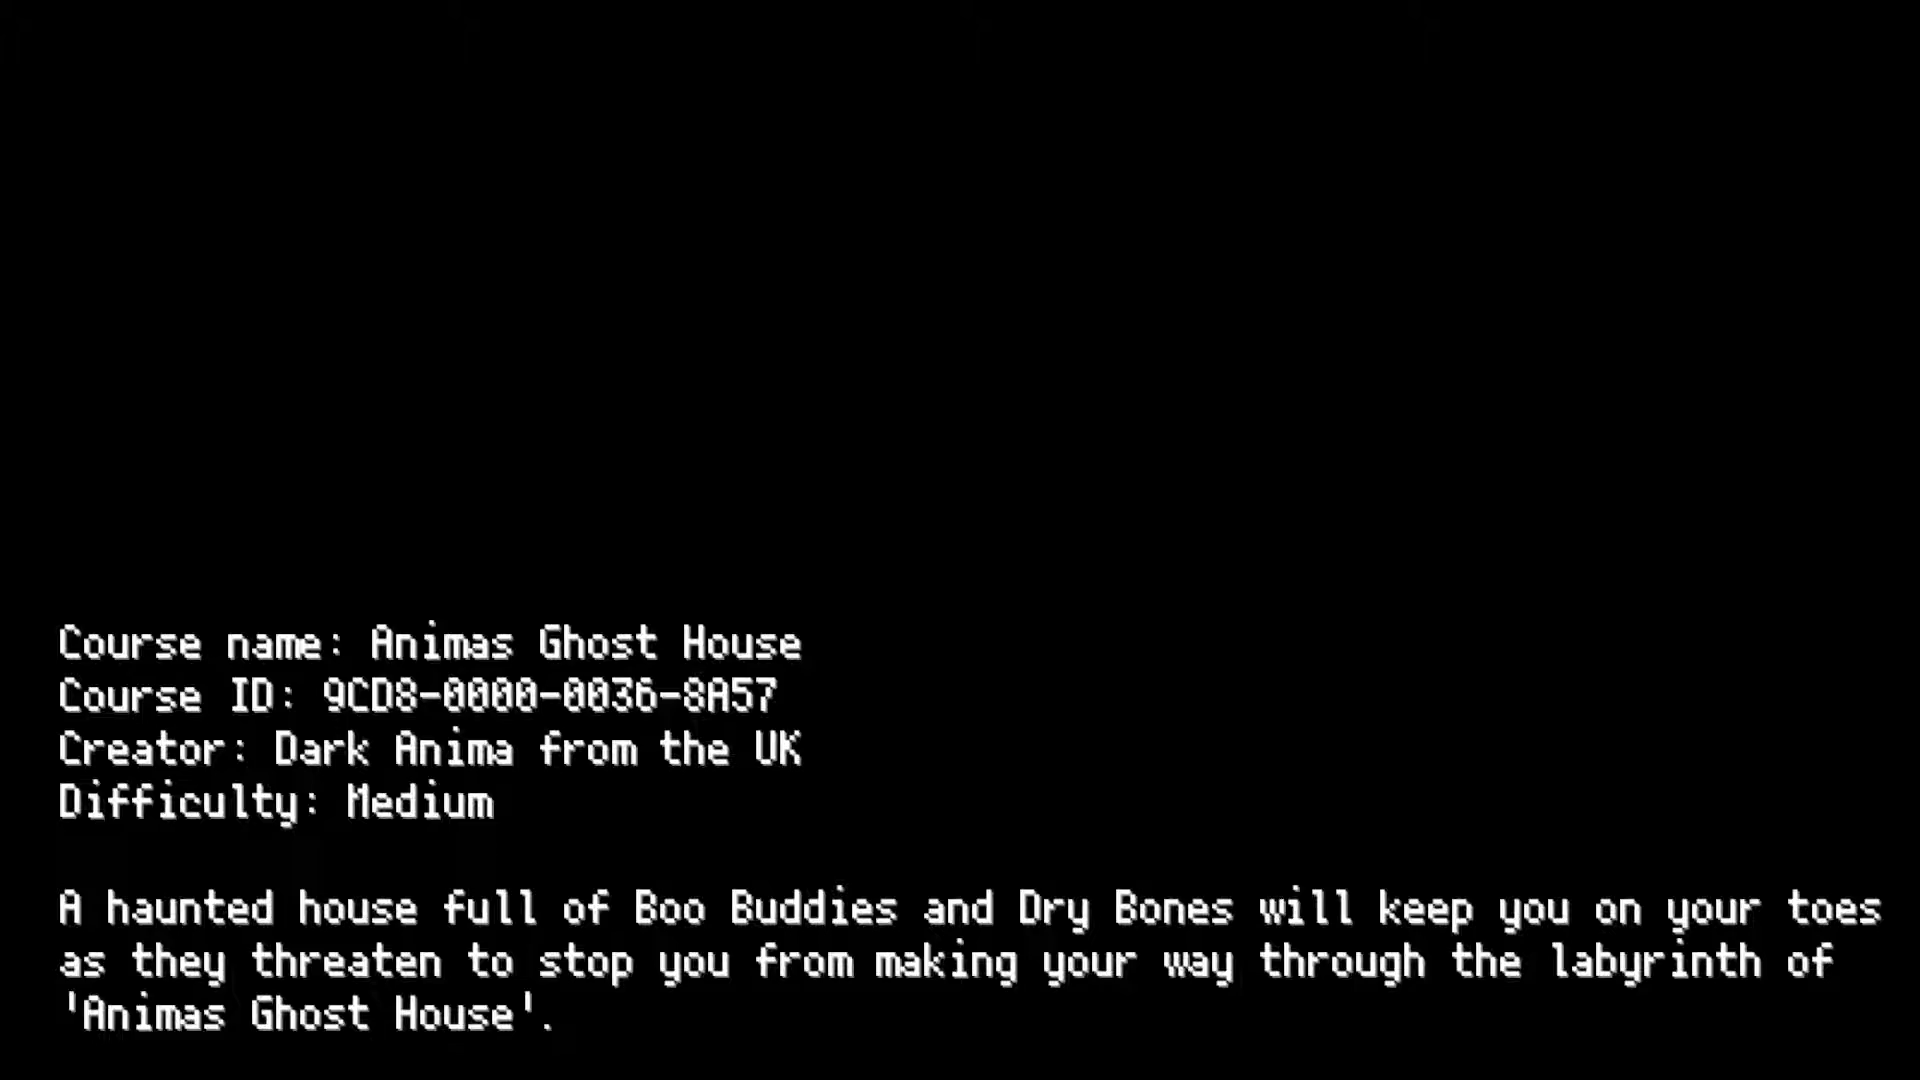 Course name: Animas Ghost House
Course ID: 9CD8-0000-0036-8A57
Creator: Dark Anima from the UK
Difficulty: Medium
A haunted house full of Boo Buddies and Dry Bones will keep you on your toes
as they threaten to stop you from making your way through the labyrinth of
'Animas Ghost House'.